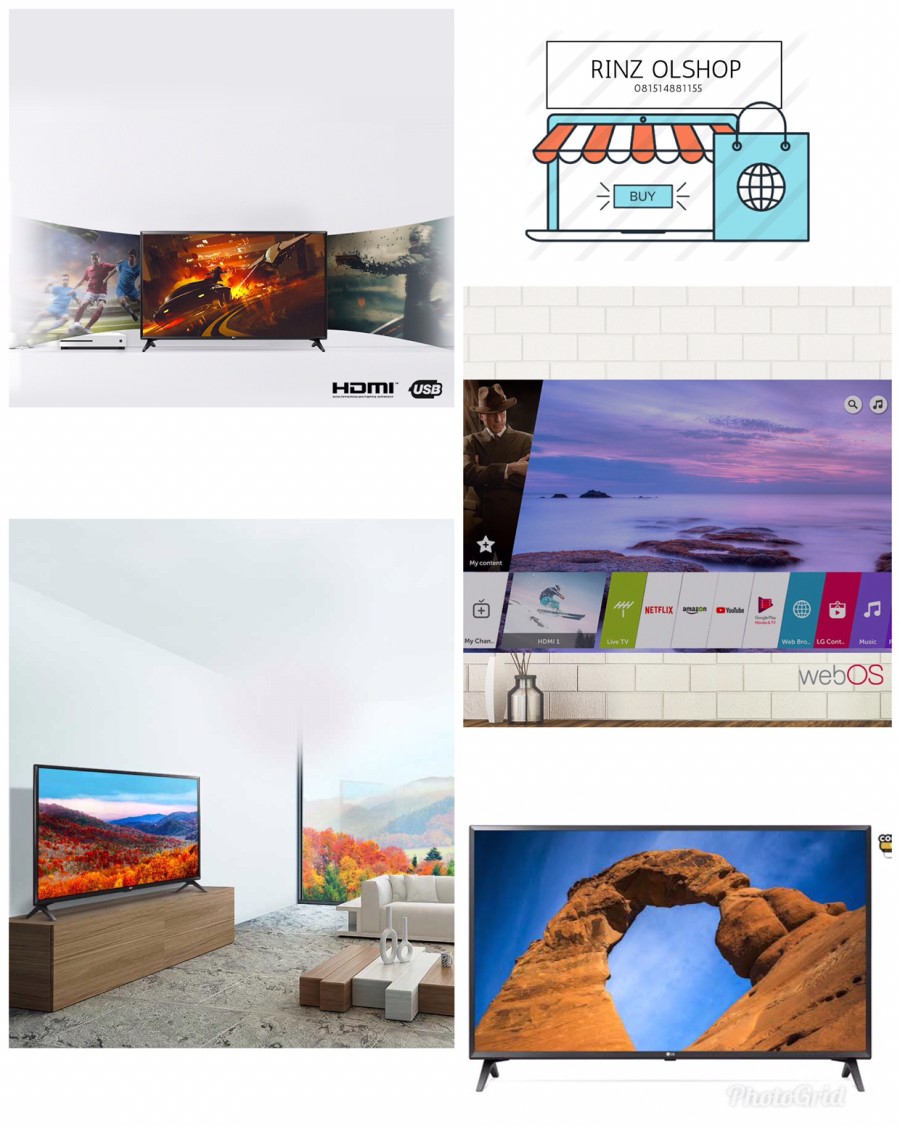 RINZ OLSHOP
081514881155
BUY
HDMI
USB
My content
My Chan..
HDMI 1
Live TV
NETFLIX
amazon
YouTube
Google Play
Movies & TV
Web Bro..
LG Cont..
Music
webOS
LG
PhotoGrid